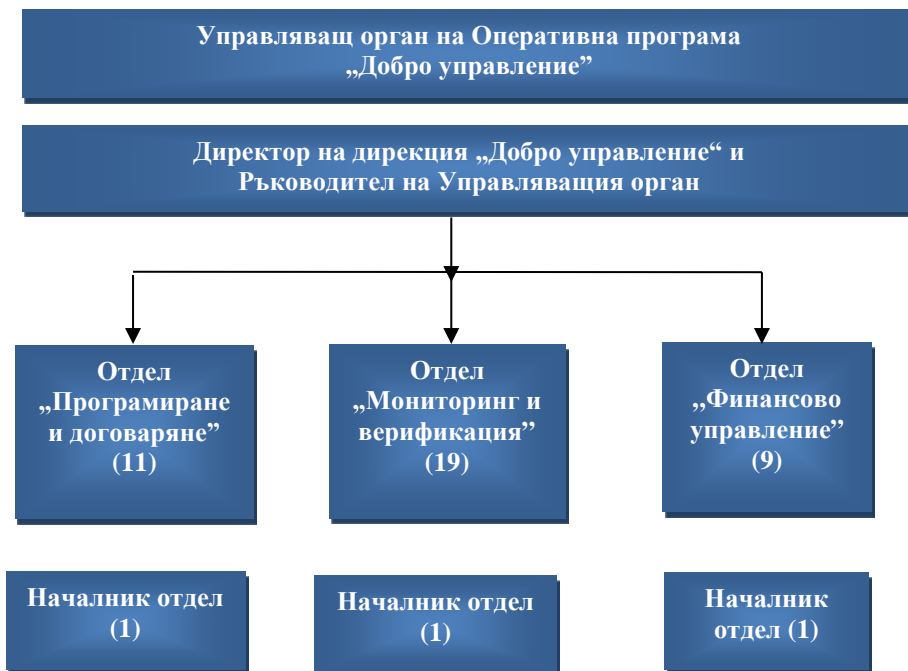 Управляващ орган на Оперативна програма
„Добро управление”
Директор на дирекция „Добро управление“ и
Ръководител на Управляващия орган
Отдел
„Програмиране
и договаряне”
(11)
Отдел
„Мониторинг и
верификация”
(19)
Отдел
„Финансово
управление”
(9)
Началник отдел
(1)
Началник отдел
(1)
Началник
отдел (1)